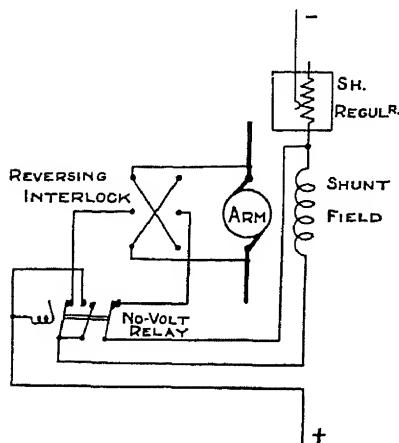 −
SH.
REGULR.
REVERSING
INTERLOCK
ARM
SHUNT
FIELD
NO-VOLT
RELAY
+